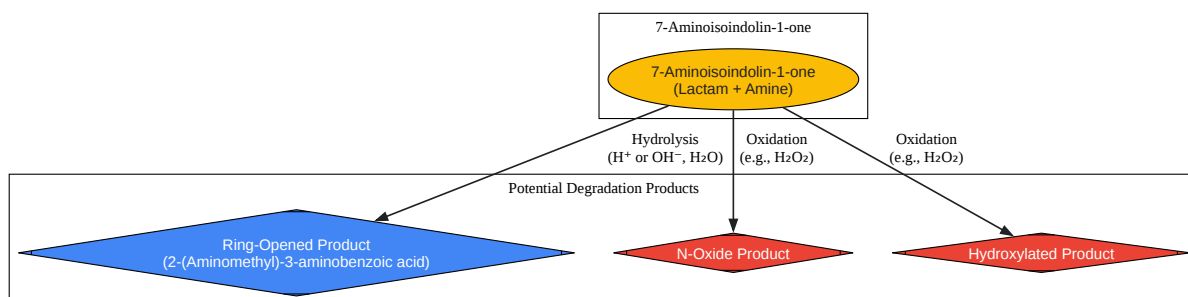 7-Aminoisoindolin-1-one
7-Aminoisoindolin-1-one
(Lactam + Amine)
Hydrolysis
(H⁺ or OH⁻, H₂O)
Oxidation
(e.g., H₂O₂)
Oxidation
(e.g., H₂O₂)
Potential Degradation Products
Ring-Opened Product
(2-(Aminomethyl)-3-aminobenzoic acid)
N-Oxide Product
Hydroxylated Product